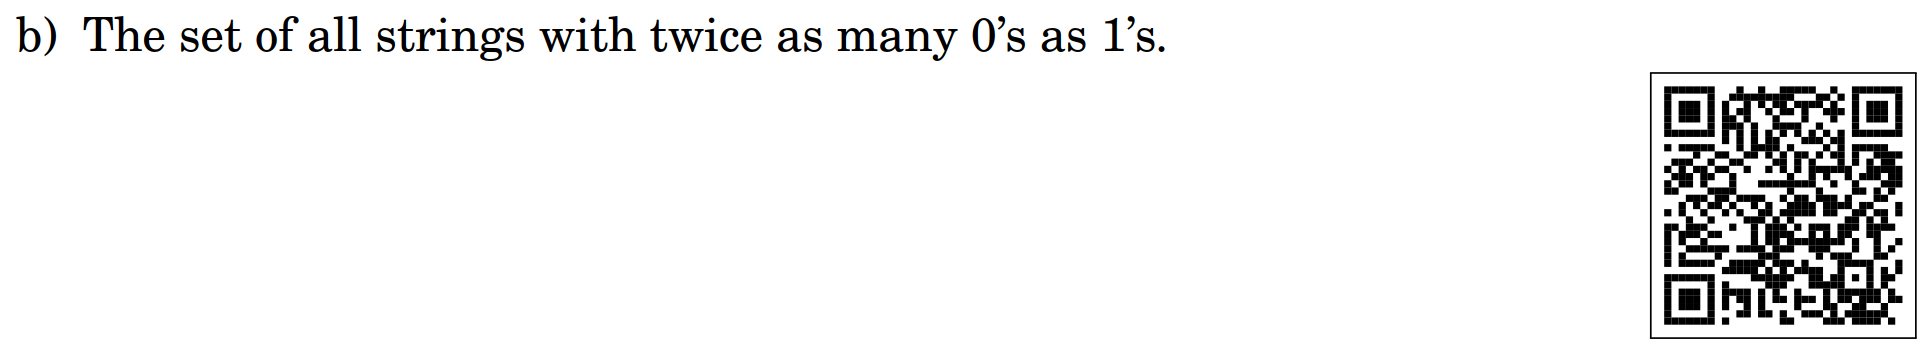 b) The set of all strings with twice as many 0’s as 1’s.